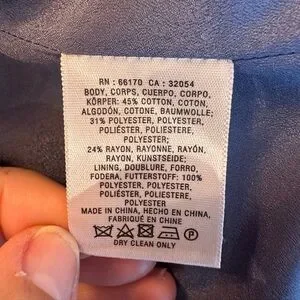 RN : 66170 CA : 32054
BODY, CORPS, CUERPO, CORPO,
KÖRPER: 45% COTTON, COTON,
ALGODÓN, COTONE, BAUMWOLLE;
31% POLYESTER, POLYESTER,
POLIÉSTER, POLIESTERE,
POLYESTER;
24% RAYON, RAYONNE, RAYÓN,
RAYON, KUNSTSEIDE;
LINING, DOUBLURE, FORRO,
FODERA, FUTTERSTOFF: 100%
POLYESTER, POLYESTER,
POLIÉSTER, POLIESTERE,
POLYESTER
MADE IN CHINA, HECHO EN CHINA,
FABRIQUÉ EN CHINE
DRY CLEAN ONLY